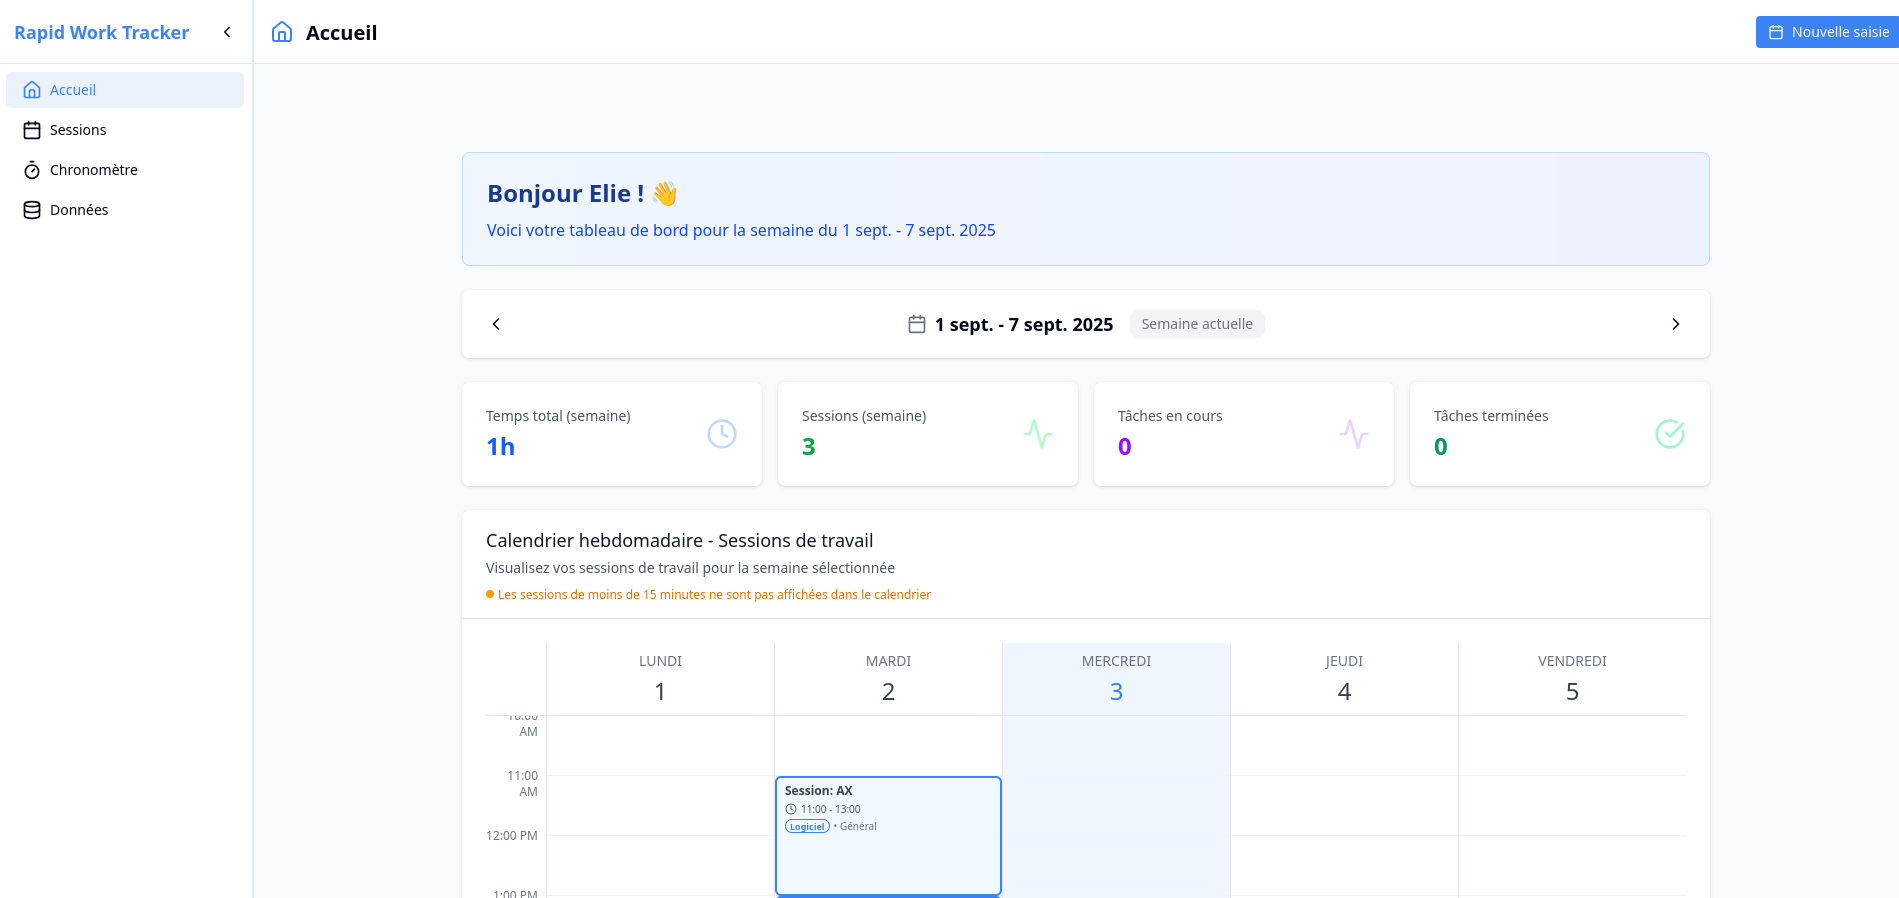 Rapid Work Tracker
Accueil
Nouvelle saisie
Accueil
Sessions
Chronomètre
Données
Bonjour Elie ! 👋
Voici votre tableau de bord pour la semaine du 1 sept. - 7 sept. 2025
1 sept. - 7 sept. 2025 Semaine actuelle
Temps total (semaine)
1h
Sessions (semaine)
3
Tâches en cours
0
Tâches terminées
0
Calendrier hebdomadaire - Sessions de travail
Visualisez vos sessions de travail pour la semaine sélectionnée
Les sessions de moins de 15 minutes ne sont pas affichées dans le calendrier
LUNDI MARDI MERCREDI JEUDI VENDREDI
1 2 3 4 5
10:00
AM
11:00
AM
Session: AX
11:00 - 13:00
Logiciel • Général
12:00 PM
1:00 PM